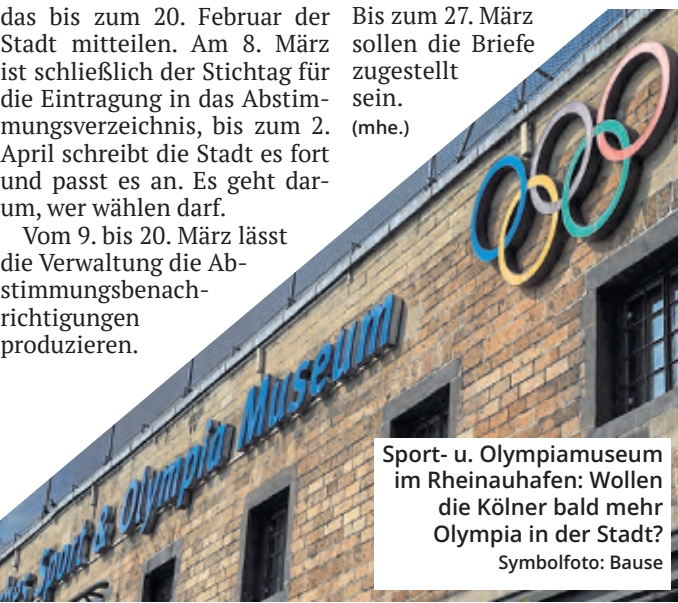 das bis zum 20. Februar der
Stadt mitteilen. Am 8. März
ist schließlich der Stichtag für
die Eintragung in das Abstim-
mungsverzeichnis, bis zum 2.
April schreibt die Stadt es fort
und passt es an. Es geht dar-
um, wer wählen darf.
Vom 9. bis 20. März lässt
die Verwaltung die Ab-
stimmungsbenach-
richtigungen
produzieren.
Bis zum 27. März
sollen die Briefe
zugestellt
sein.
(mhe.)
Sport & Olympia Museum
Sport- u. Olympiamuseum
im Rheinauhafen: Wollen
die Kölner bald mehr
Olympia in der Stadt?
Symbolfoto: Bause